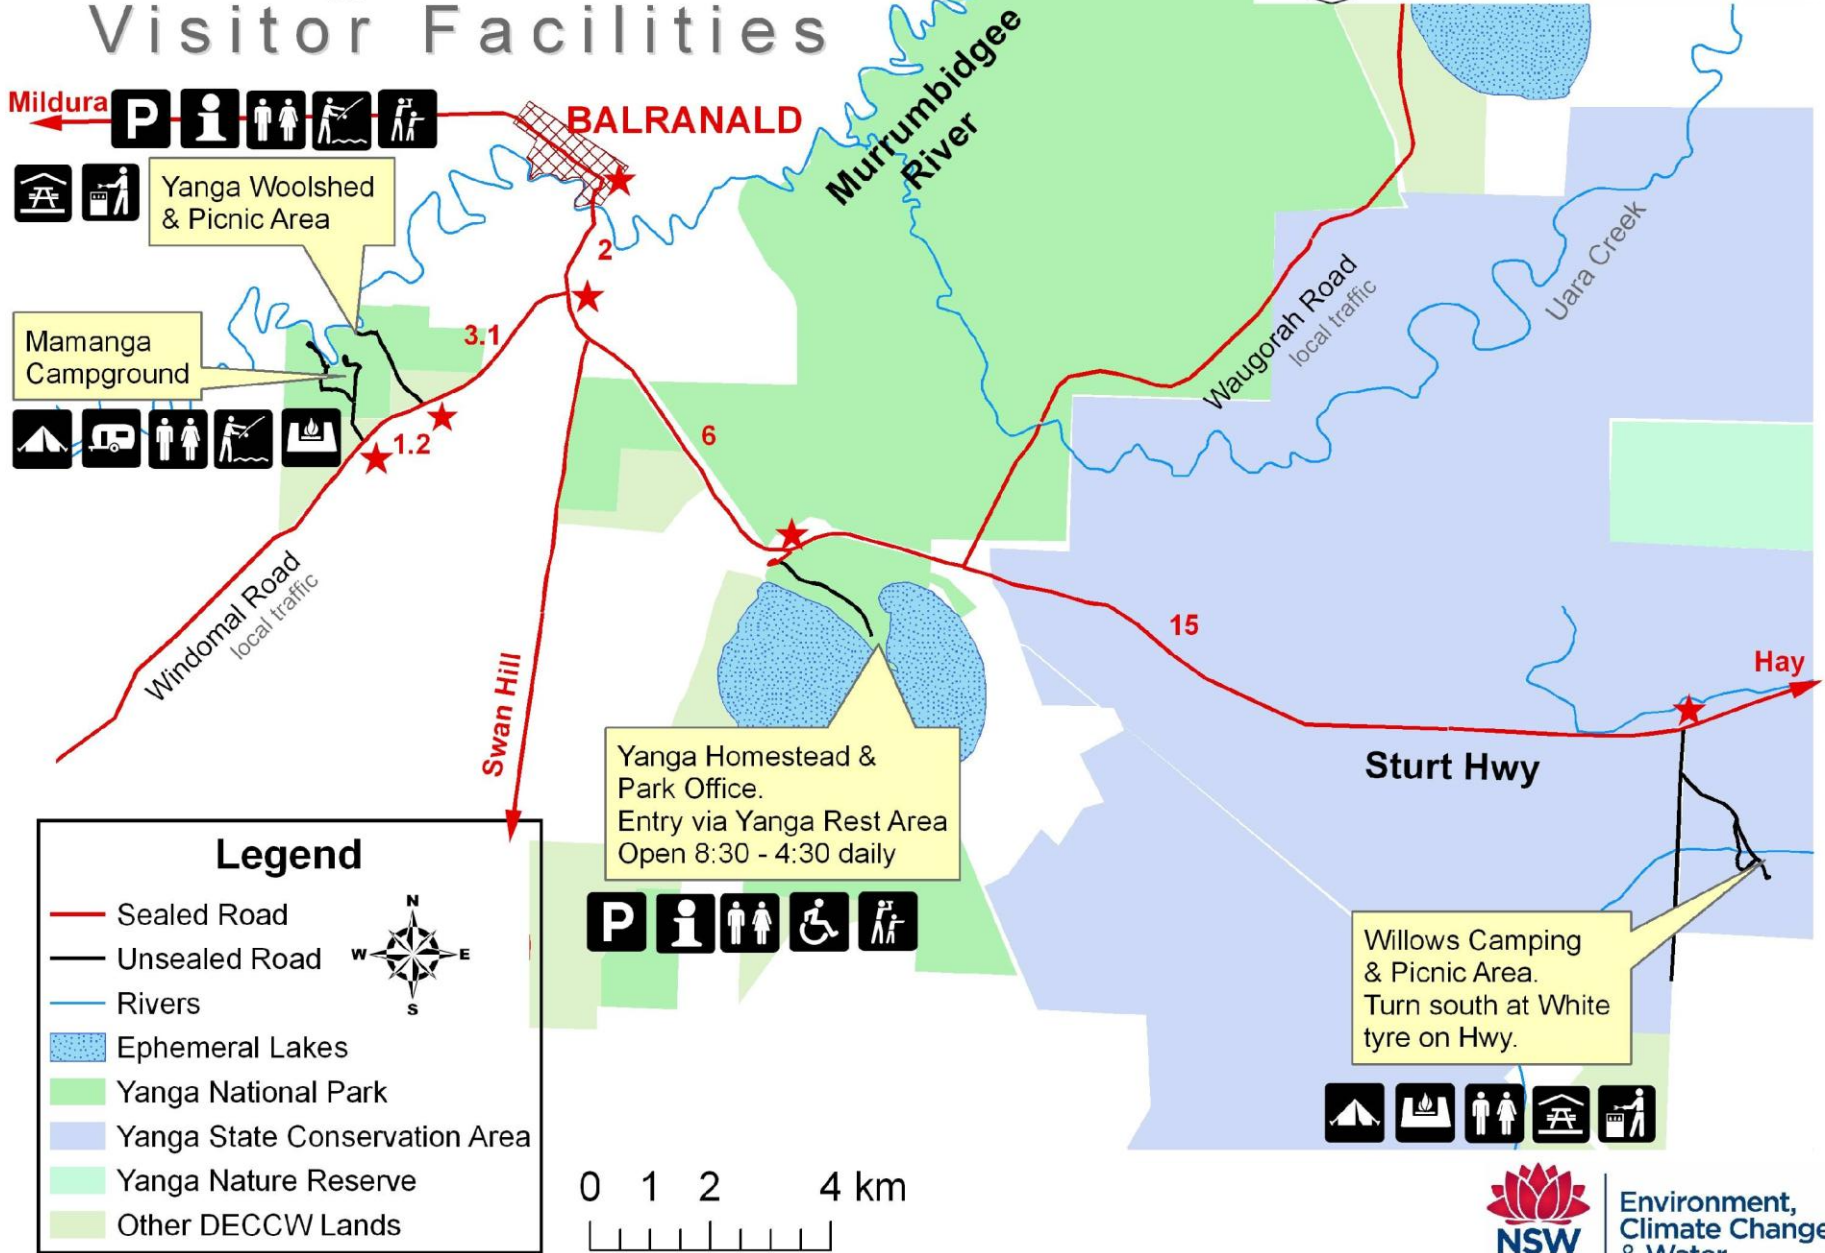 Visitor Facilities
Mildura
P
BALRANALD
Murrumbidgee
River
Yanga Woolshed
& Picnic Area
2
3.1
Mamanga
Campground
1.2
6
Waugorah Road
local traffic
Uara Creek
Windomal Road
local traffic
Swan Hill
15
Hay
Sturt Hwy
Yanga Homestead &
Park Office.
Entry via Yanga Rest Area
Open 8:30 - 4:30 daily
P
Willows Camping
& Picnic Area.
Turn south at White
tyre on Hwy.
Legend
Sealed Road
Unsealed Road
Rivers
Ephemeral Lakes
Yanga National Park
Yanga State Conservation Area
Yanga Nature Reserve
Other DECCW Lands
N
W E
S
0 1 2 4 km
NSW
Environment,
Climate Change
& Water